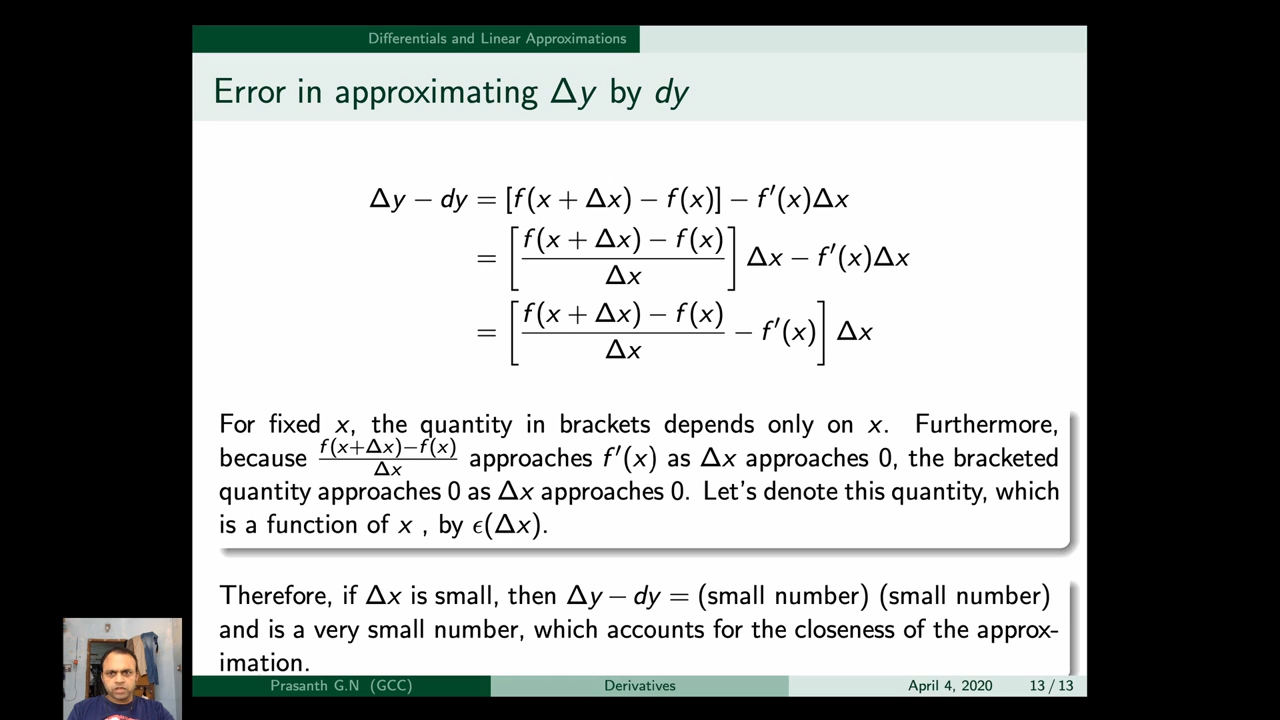 Differentials and Linear Approximations
Error in approximating Δy by dy
Δy − dy = [f(x + Δx) − f(x)] − f′(x)Δx
= [f(x + Δx) − f(x) / Δx] Δx − f′(x)Δx
= [f(x + Δx) − f(x) / Δx − f′(x)] Δx
For fixed x, the quantity in brackets depends only on x. Furthermore,
because f(x+Δx)−f(x) / Δx approaches f′(x) as Δx approaches 0, the bracketed
quantity approaches 0 as Δx approaches 0. Let's denote this quantity, which
is a function of x , by ϵ(Δx).
Therefore, if Δx is small, then Δy − dy = (small number) (small number)
and is a very small number, which accounts for the closeness of the approx-
imation.
Prasanth G.N (GCC) Derivatives April 4, 2020 13 / 13